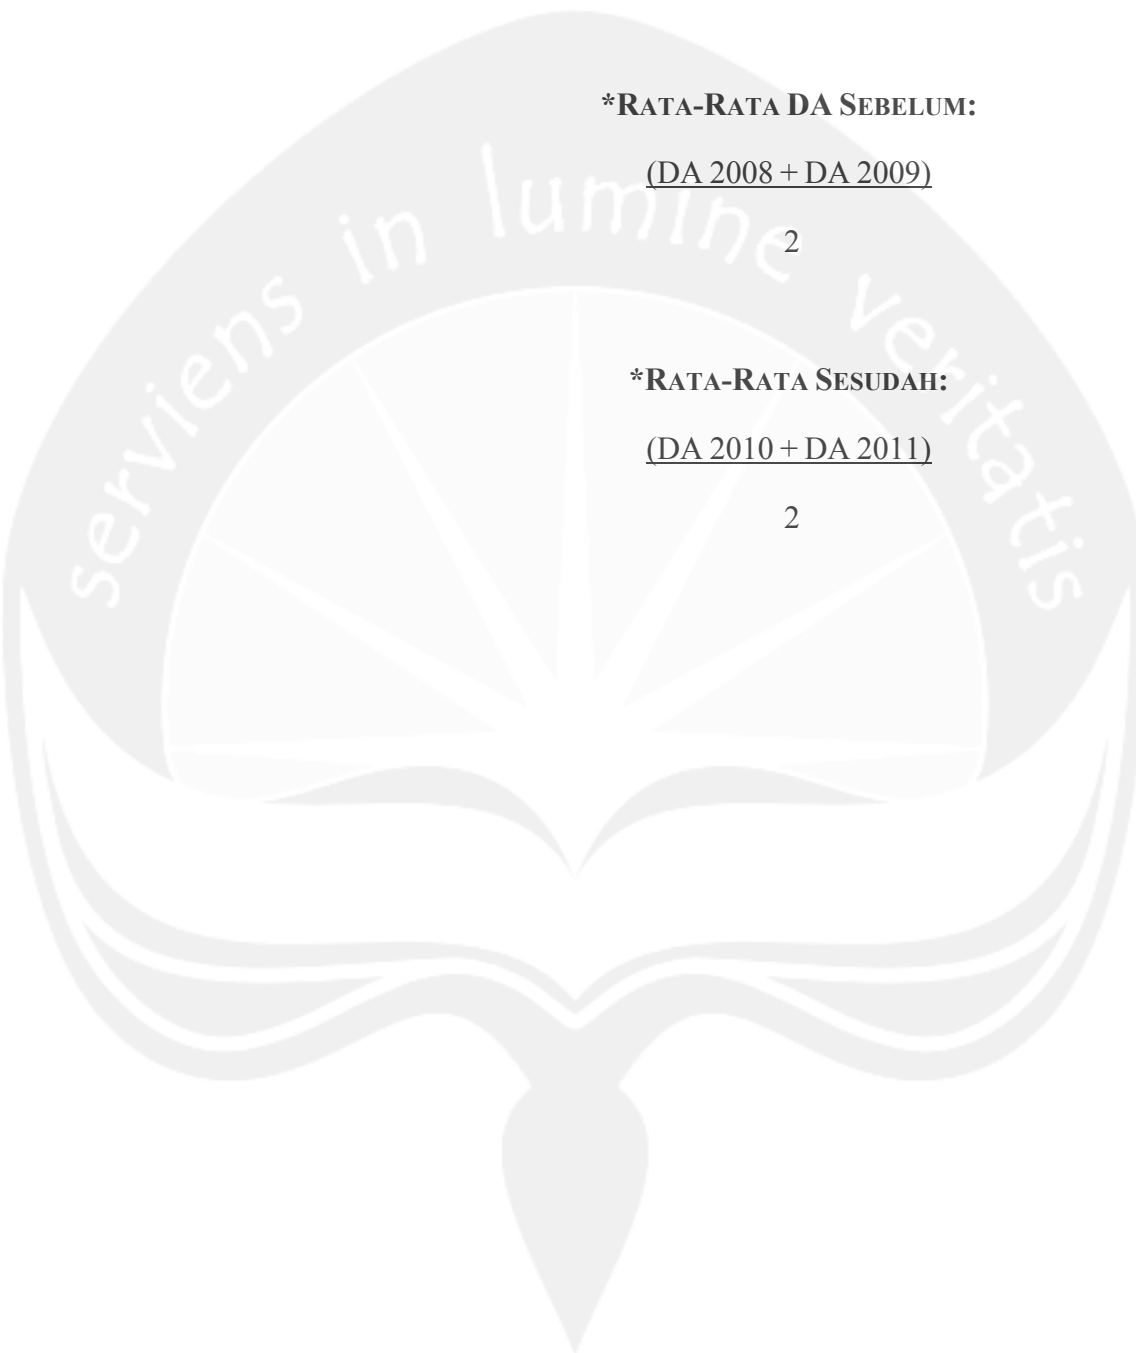 *RATA-RATA DA SEBELUM:
(DA 2008 + DA 2009)
2
*RATA-RATA SESUDAH:
(DA 2010 + DA 2011)
2
serviens in lumine veritatis